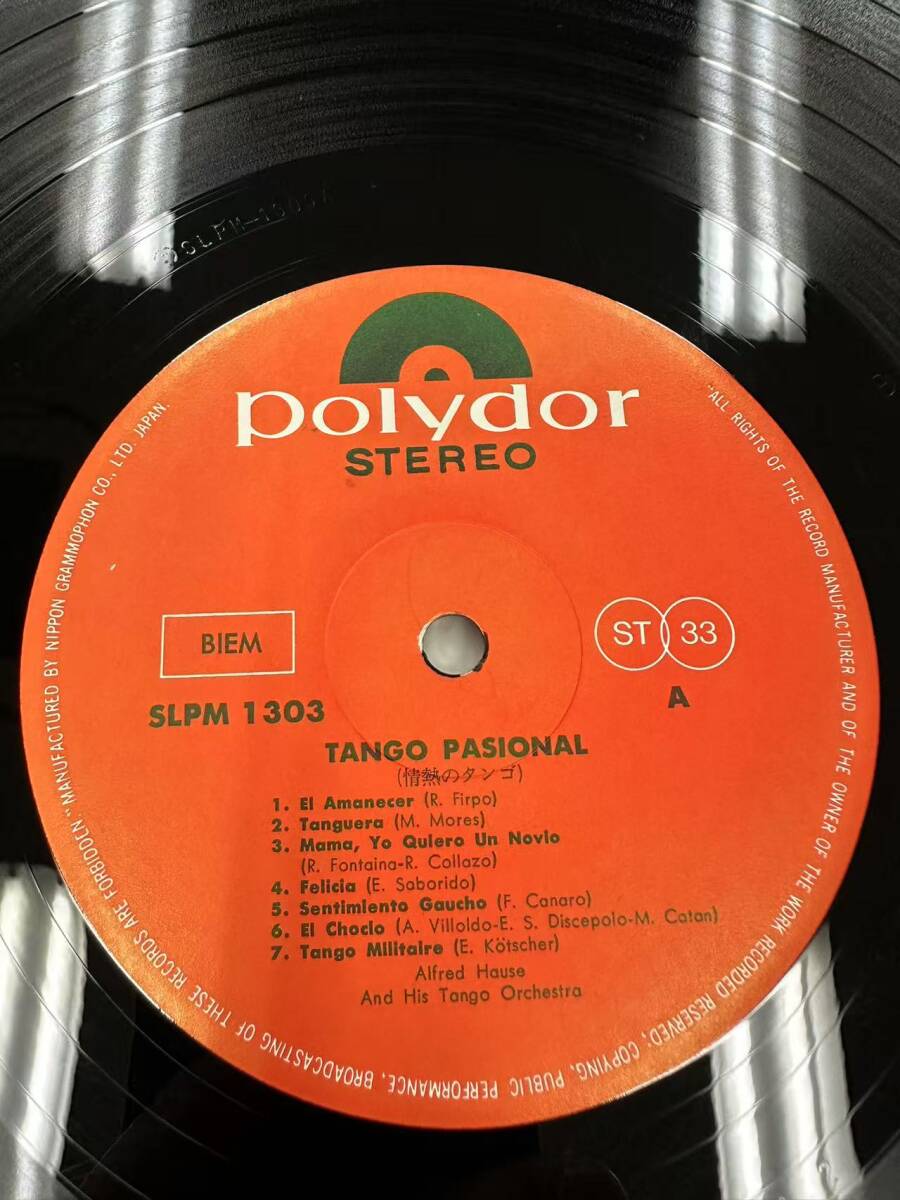 SLPM-1303A
polydor
STEREO
BIEM
ST 33
SLPM 1303
A
TANGO PASIONAL
(情熱のタンゴ)
1. El Amanecer (R. Firpo)
2. Tanguera (M. Mores)
3. Mama, Yo Quiero Un Novio
(R. Fontaina-R. Collazo)
4. Felicia (E. Saborido)
5. Sentimiento Gaucho (F. Canaro)
6. El Choclo (A. Villoldo-E. S. Discepolo-M. Catan)
7. Tango Militaire (E. Kötscher)
Alfred Hause
And His Tango Orchestra
"ALL RIGHTS OF THE RECORD MANUFACTURER AND OF THE OWNER OF THE WORK RECORDED RESERVED; COPYING, PUBLIC PERFORMANCE, BROADCASTING OF THESE RECORDS ARE FORBIDDEN" MANUFACTURED BY NIPPON GRAMMOPHON CO., LTD. JAPAN.